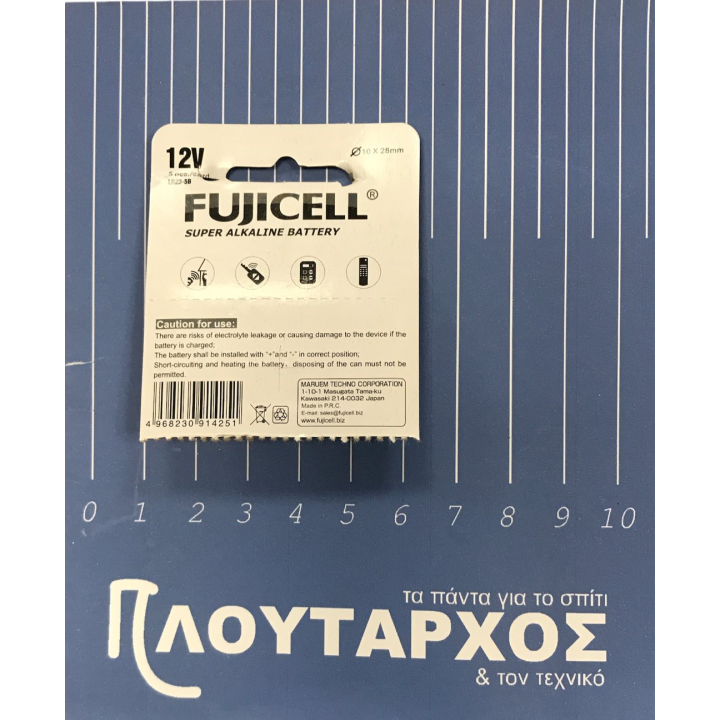 12V
Ø10 X 28mm
5 pcs./card
FUJICELL®
SUPER ALKALINE BATTERY
Caution for use:
There are risks of electrolyte leakage or causing damage to the device if the
battery is charged;
The battery shall be installed with "+"and "-" in correct position;
Short-circuiting and heating the battery, disposing of the can must not be
permitted.
MARUEM TECHNO CORPORATION
1-10-1 Masugata Tama-ku
Kawasaki 214-0032 Japan
Made in P.R.C.
E-mail: sales@fujicell.biz
www.fujicell.biz
4 968230 914251
0 1 2 3 4 5 6 7 8 9 10
τα πάντα για το σπίτι
ΠΛΟΥΤΑΡΧΟΣ
& τον τεχνικό